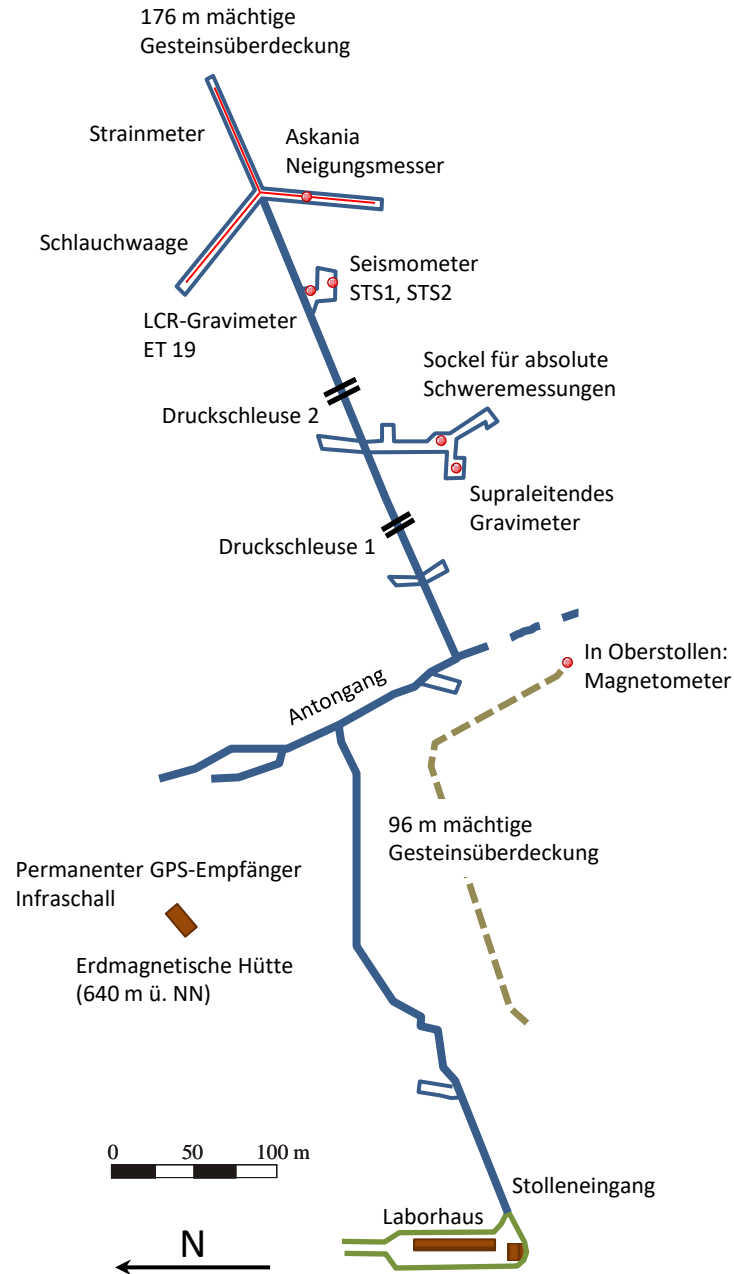 176 m mächtige
Gesteinsüberdeckung
Strainmeter
Askania
Neigungsmesser
Schlauchwaage
Seismometer
STS1, STS2
LCR-Gravimeter
ET 19
Sockel für absolute
Schweremessungen
Druckschleuse 2
Supraleitendes
Gravimeter
Druckschleuse 1
In Oberstollen:
Magnetometer
Antongang
96 m mächtige
Gesteinsüberdeckung
Permanenter GPS-Empfänger
Infraschall
Erdmagnetische Hütte
(640 m ü. NN)
0 50 100 m
Stolleneingang
Laborhaus
N